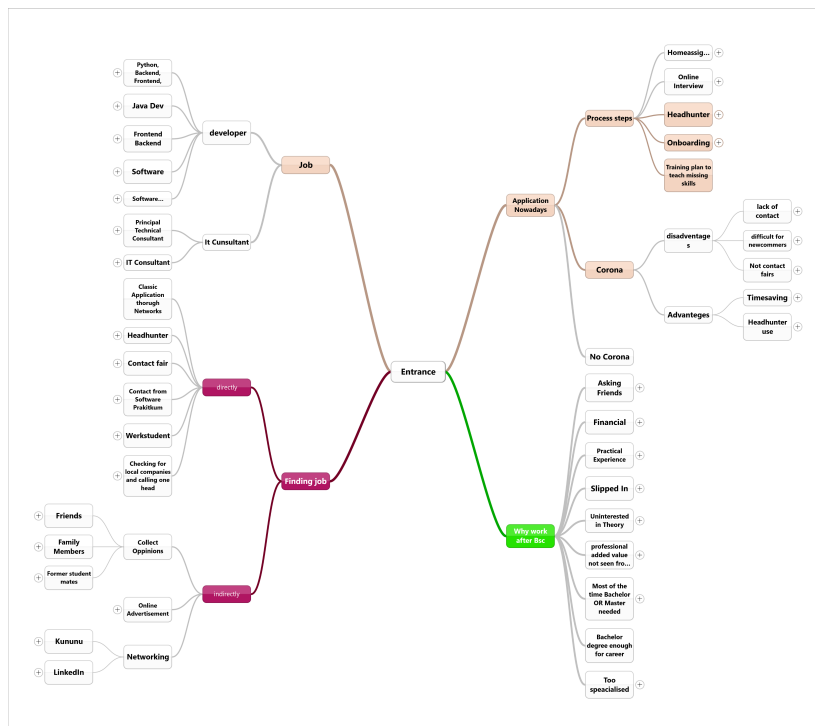 Entrance
Job
developer
Python,
Backend,
Frontend,
Java Dev
Frontend
Backend
Software
Software...
It Cunsultant
Principal
Technical
Cunsultant
IT Consultant
Finding job
directly
Classic
Application
thorugh
Networks
Headhunter
Contact fair
Contact from
Software
Prakitkum
Werkstudent
Checking for
local companies
and calling one
head
indirectly
Collect
Oppinions
Friends
Family
Members
Former student
mates
Online
Advertisement
Networking
Kununu
LinkedIn
Application
Nowadays
Process steps
Homeassig...
Online
Interview
Headhunter
Onboarding
Training plan to
teach missing
skills
Corona
disadventage
s
lack of
contact
difficult for
newcommers
Not contact
fairs
Advanteges
Timesaving
Headhunter
use
No Corona
Why work
after Bsc
Asking
Friends
Financial
Practical
Experience
Slipped In
Uninterested
in Theory
professional
added value
not seen fro...
Most of the
time Bachelor
OR Master
needed
Bachelor
degree enough
for career
Too
speacialised